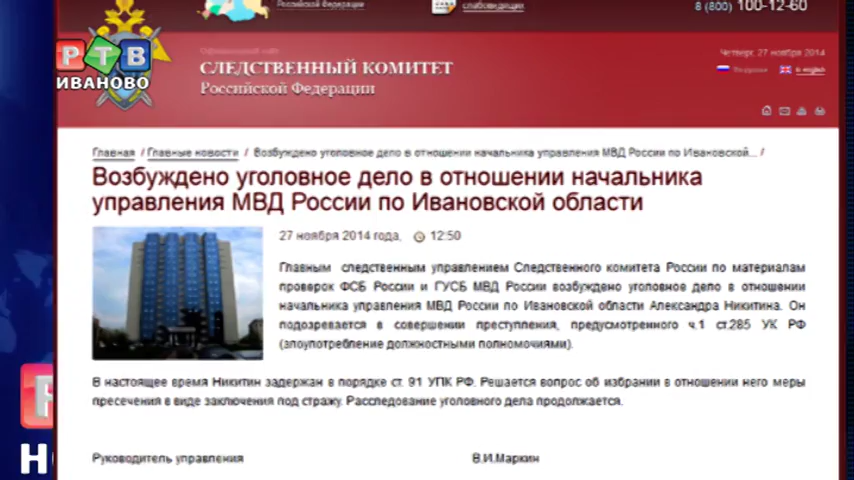 Российской Федерации
слабовидящих
8 (800) 100-12-60
РТВ
ИВАНОВО
Официальный сайт
СЛЕДСТВЕННЫЙ КОМИТЕТ
Российской Федерации
Четверг, 27 ноября 2014
Главная / Главные новости / Возбуждено уголовное дело в отношении начальника управления МВД России по Ивановской... /
Возбуждено уголовное дело в отношении начальника
управления МВД России по Ивановской области
27 ноября 2014 года, 12:50
Главным следственным управлением Следственного комитета России по материалам
проверок ФСБ России и ГУСБ МВД России возбуждено уголовное дело в отношении
начальника управления МВД России по Ивановской области Александра Никитина. Он
подозревается в совершении преступления, предусмотренного ч.1 ст.285 УК РФ
(злоупотребление должностными полномочиями).
В настоящее время Никитин задержан в порядке ст. 91 УПК РФ. Решается вопрос об избрании в отношении него меры
пресечения в виде заключения под стражу. Расследование уголовного дела продолжается.
Руководитель управления В.И.Маркин